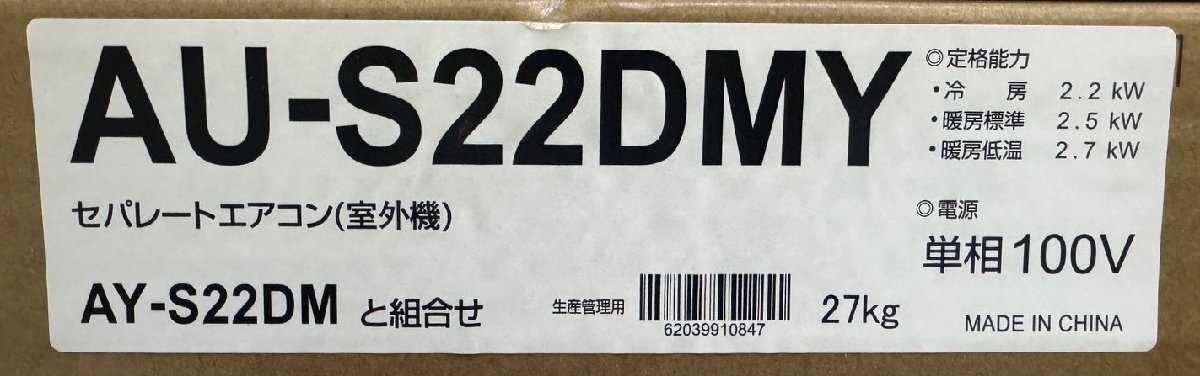 AU-S22DMY
セパレートエアコン(室外機)
AY-S22DM と組合せ
生産管理用
62039910847
27kg
◎定格能力
・冷　房　2.2 kW
・暖房標準　2.5 kW
・暖房低温　2.7 kW
◎電源
単相100V
MADE IN CHINA